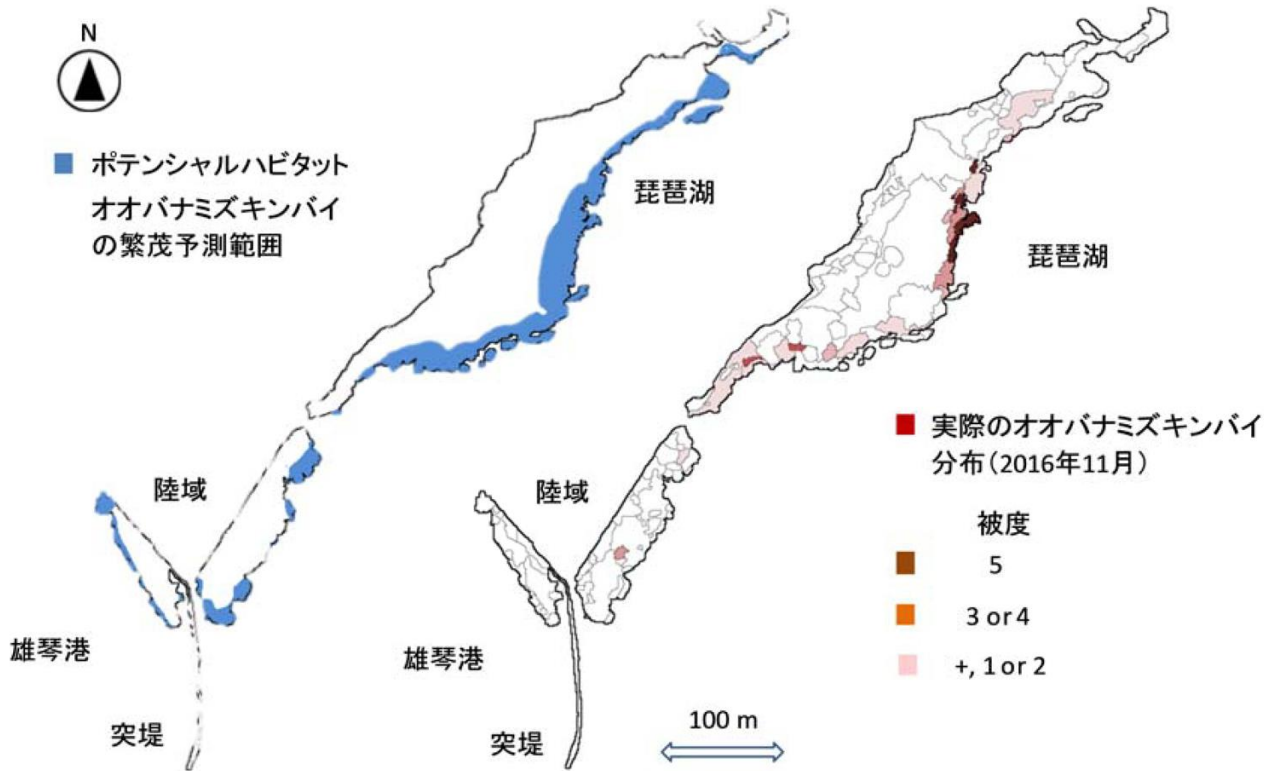 N
ポテンシャルハビタット
オオバナミズキンバイ
の繁茂予測範囲
琵琶湖
陸域
雄琴港
突堤
琵琶湖
実際のオオバナミズキンバイ
分布(2016年11月)
陸域
被度
5
3 or 4
+, 1 or 2
雄琴港
突堤
100 m